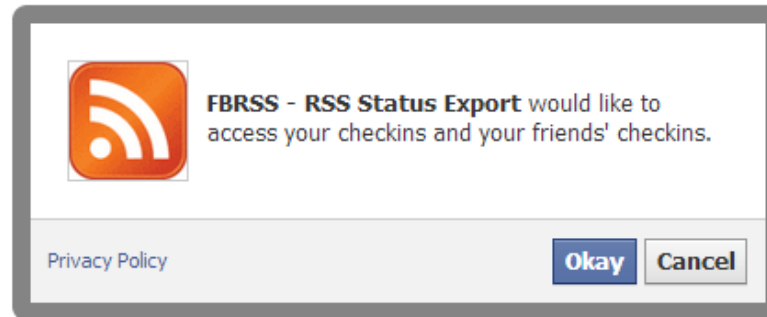 FBRSS - RSS Status Export would like to
access your checkins and your friends' checkins.
Privacy Policy
Okay
Cancel